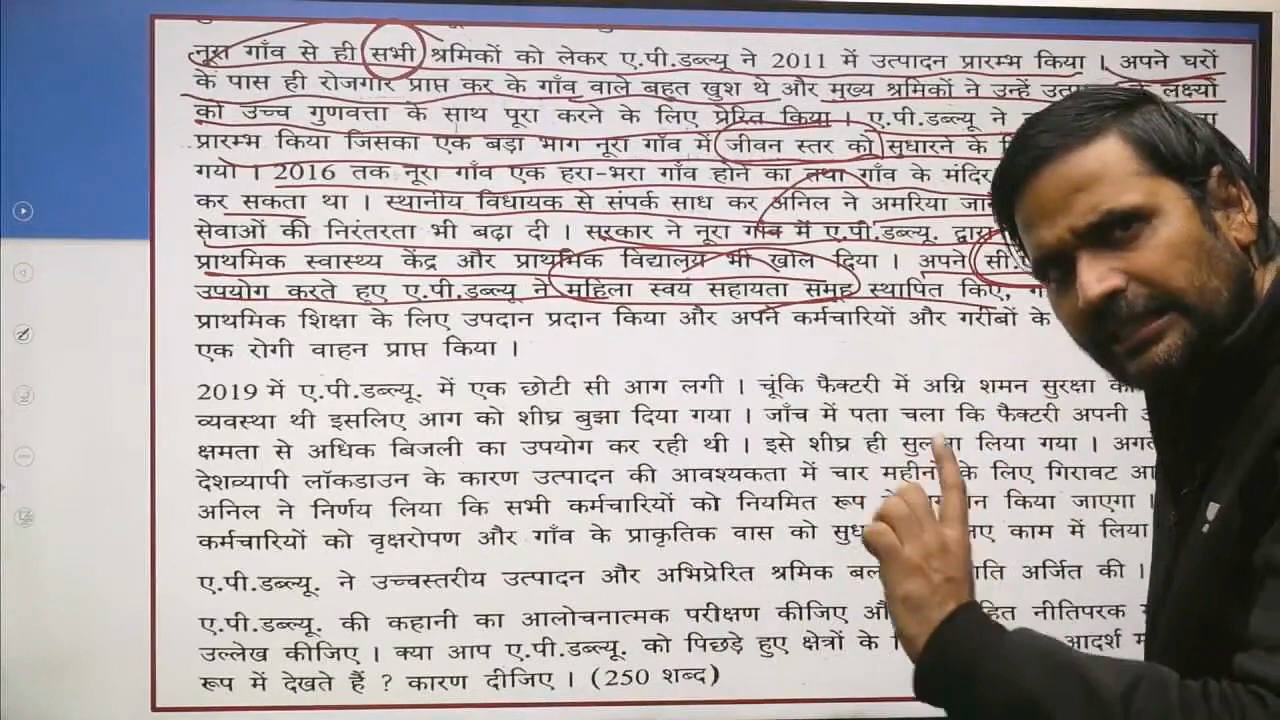 नूरा गाँव से ही सभी श्रमिकों को लेकर ए.पी.डब्ल्यू ने 2011 में उत्पादन प्रारम्भ किया । अपने घरों
के पास ही रोजगार प्राप्त कर के गाँव वाले बहुत खुश थे और मुख्य श्रमिकों ने उन्हें लक्ष्यों
को उच्च गुणवत्ता के साथ पूरा करने के लिए प्रेरित किया । ए.पी.डब्ल्यू ने
प्रारम्भ किया जिसका एक बड़ा भाग नूरा गाँव में जीवन स्तर को सुधारने के
गया । 2016 तक नूरा गाँव एक हरा-भरा गाँव होने का तथा गाँव के मंदिर
कर सकता था । स्थानीय विधायक से संपर्क साध कर अनिल ने अमरिया
सेवाओं की निरंतरता भी बढ़ा दी । सरकार ने नूरा गाँव में ए.पी.डब्ल्यू. द्वारा
प्राथमिक स्वास्थ्य केंद्र और प्राथमिक विद्यालय भी खोल दिया । अपने
उपयोग करते हुए ए.पी.डब्ल्यू ने महिला स्वयं सहायता समूह स्थापित किए,
प्राथमिक शिक्षा के लिए उपदान प्रदान किया और अपने कर्मचारियों और गरीबों के
एक रोगी वाहन प्राप्त किया ।
2019 में ए.पी.डब्ल्यू. में एक छोटी सी आग लगी । चूंकि फैक्टरी में अग्नि शमन सुरक्षा
व्यवस्था थी इसलिए आग को शीघ्र बुझा दिया गया । जाँच में पता चला कि फैक्टरी अपनी
क्षमता से अधिक बिजली का उपयोग कर रही थी । इसे शीघ्र ही लिया गया ।
देशव्यापी लॉकडाउन के कारण उत्पादन की आवश्यकता में चार महीनों के लिए गिरावट
अनिल ने निर्णय लिया कि सभी कर्मचारियों को नियमित रूप किया जाएगा ।
कर्मचारियों को वृक्षरोपण और गाँव के प्राकृतिक वास को काम में लिया
ए.पी.डब्ल्यू. ने उच्चस्तरीय उत्पादन और अभिप्रेरित श्रमिक अर्जित की ।
ए.पी.डब्ल्यू. की कहानी का आलोचनात्मक परीक्षण कीजिए नीतिपरक
उल्लेख कीजिए । क्या आप ए.पी.डब्ल्यू. को पिछड़े हुए क्षेत्रों के आदर्श
रूप में देखते हैं ? कारण दीजिए । (250 शब्द)